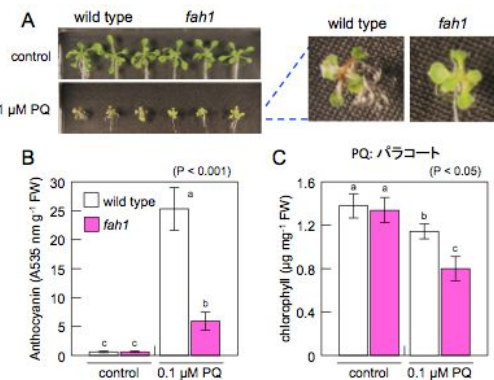 A
wild type
fah1
wild type
fah1
control
1 µM PQ
B
C
PQ: パラコート
(P < 0.001)
(P < 0.05)
Anthocyanin (A535 nm g⁻¹ FW)
30
25
20
15
10
5
0
wild type
fah1
a
b
c
c
control
0.1 µM PQ
chlorophyll (µg mg⁻¹ FW)
1.6
1.2
0.8
0.4
0
a
a
b
c
control
0.1 µM PQ